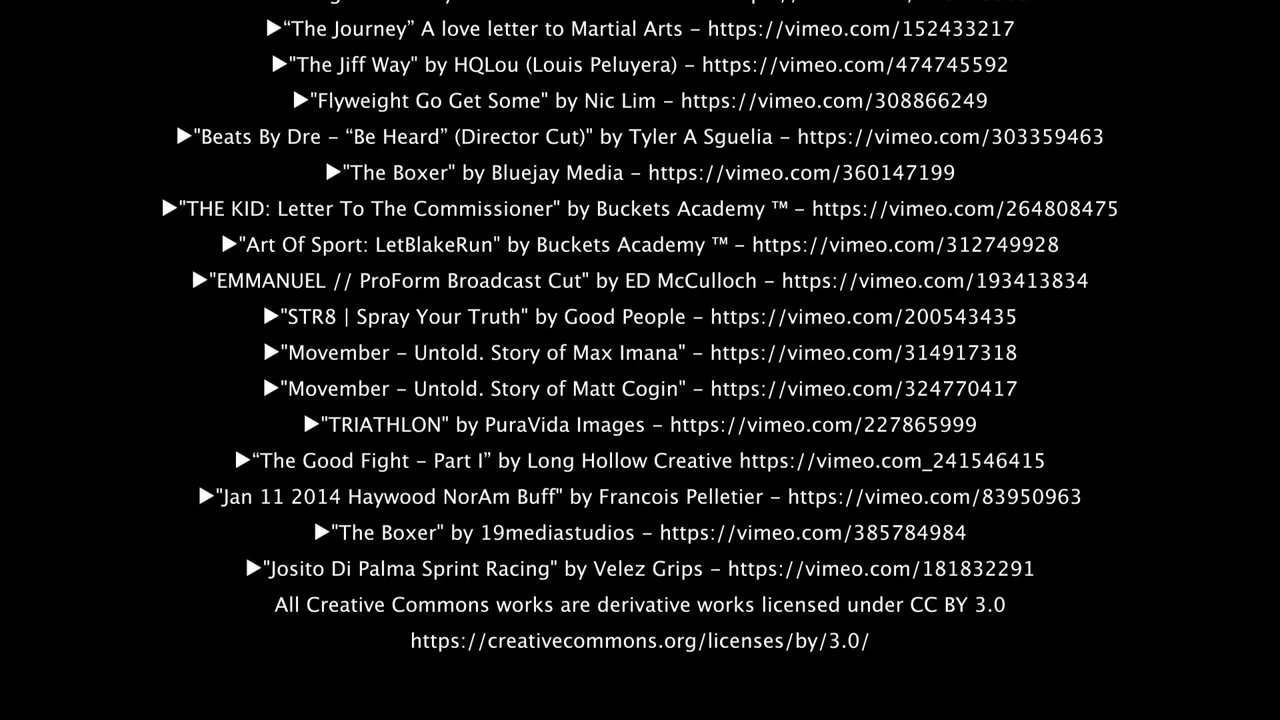 ▶“The Journey” A love letter to Martial Arts – https://vimeo.com/152433217
▶"The Jiff Way" by HQLou (Louis Peluyera) – https://vimeo.com/474745592
▶"Flyweight Go Get Some" by Nic Lim – https://vimeo.com/308866249
▶"Beats By Dre – “Be Heard” (Director Cut)" by Tyler A Sguelia – https://vimeo.com/303359463
▶"The Boxer" by Bluejay Media – https://vimeo.com/360147199
▶"THE KID: Letter To The Commissioner" by Buckets Academy ™ – https://vimeo.com/264808475
▶"Art Of Sport: LetBlakeRun" by Buckets Academy ™ – https://vimeo.com/312749928
▶"EMMANUEL // ProForm Broadcast Cut" by ED McCulloch – https://vimeo.com/193413834
▶"STR8 | Spray Your Truth" by Good People – https://vimeo.com/200543435
▶"Movember – Untold. Story of Max Imana" – https://vimeo.com/314917318
▶"Movember – Untold. Story of Matt Cogin" – https://vimeo.com/324770417
▶"TRIATHLON" by PuraVida Images – https://vimeo.com/227865999
▶“The Good Fight – Part I” by Long Hollow Creative https://vimeo.com_241546415
▶"Jan 11 2014 Haywood NorAm Buff" by Francois Pelletier – https://vimeo.com/83950963
▶"The Boxer" by 19mediastudios – https://vimeo.com/385784984
▶"Josito Di Palma Sprint Racing" by Velez Grips – https://vimeo.com/181832291
All Creative Commons works are derivative works licensed under CC BY 3.0
https://creativecommons.org/licenses/by/3.0/